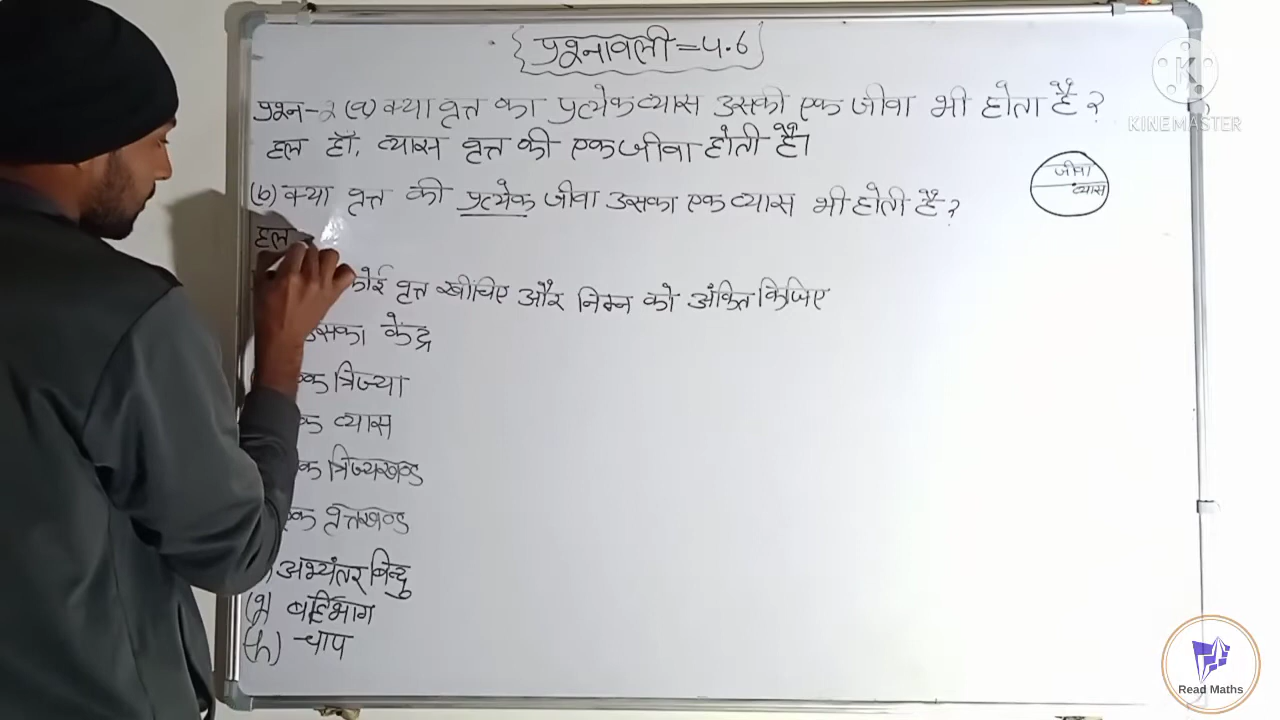 प्रश्नावली = 4.6
प्रश्न-2 (a) क्या वृत्त का प्रत्येक व्यास उसकी एक जीवा भी होता है ?
हल हाँ, व्यास वृत्त की एक जीवा होती है।
जीवा
व्यास
(b) क्या वृत्त की प्रत्येक जीवा उसका एक व्यास भी होती है ?
हल
कोई वृत्त खींचिए और निम्न को अंकित किजिए
उसका केंद्र
एक त्रिज्या
एक व्यास
एक त्रिज्यखण्ड
एक वृत्तखण्ड
अभ्यंतर बिन्दु
(g) बर्हिभाग
(h) चाप
KINEMASTER
Read Maths